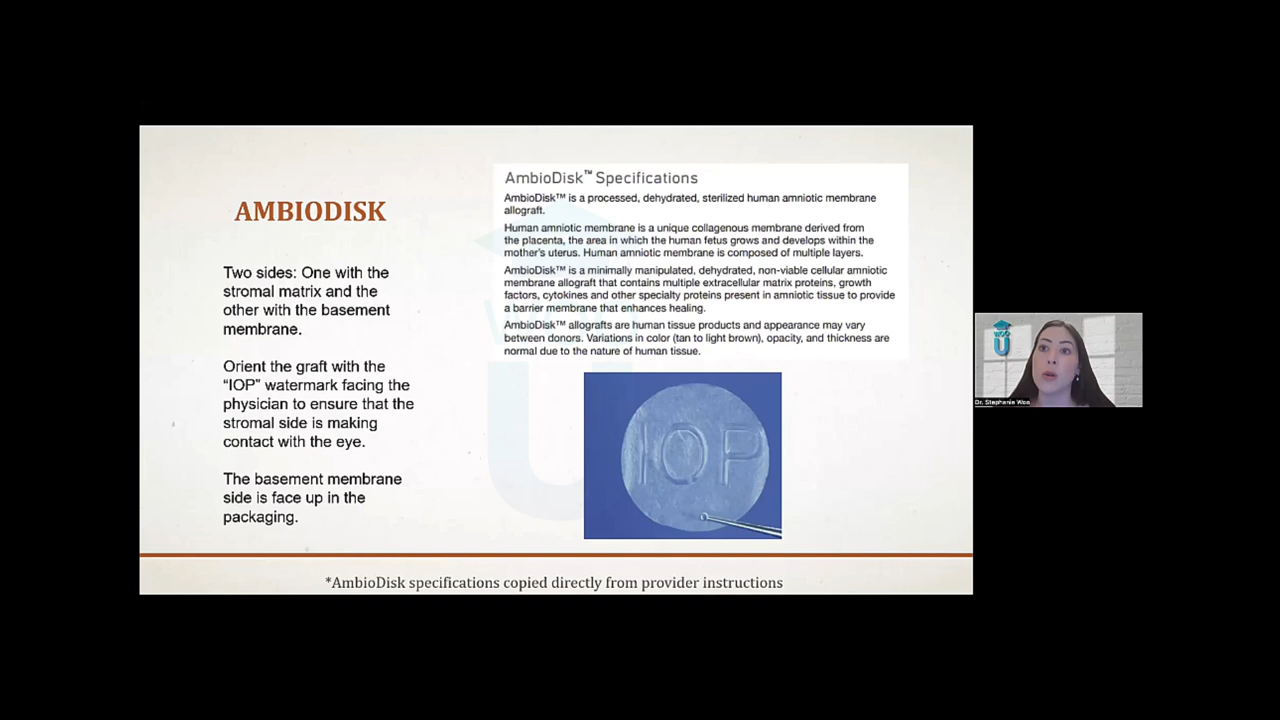 AMBIODISK
Two sides: One with the
stromal matrix and the
other with the basement
membrane.
Orient the graft with the
“IOP” watermark facing the
physician to ensure that the
stromal side is making
contact with the eye.
The basement membrane
side is face up in the
packaging.
AmbioDisk™ Specifications
AmbioDisk™ is a processed, dehydrated, sterilized human amniotic membrane
allograft.
Human amniotic membrane is a unique collagenous membrane derived from
the placenta, the area in which the human fetus grows and develops within the
mother's uterus. Human amniotic membrane is composed of multiple layers.
AmbioDisk™ is a minimally manipulated, dehydrated, non-viable cellular amniotic
membrane allograft that contains multiple extracellular matrix proteins, growth
factors, cytokines and other specialty proteins present in amniotic tissue to provide
a barrier membrane that enhances healing.
AmbioDisk™ allografts are human tissue products and appearance may vary
between donors. Variations in color (tan to light brown), opacity, and thickness are
normal due to the nature of human tissue.
IOP
*AmbioDisk specifications copied directly from provider instructions
WOO
U
Dr. Stephanie Woo